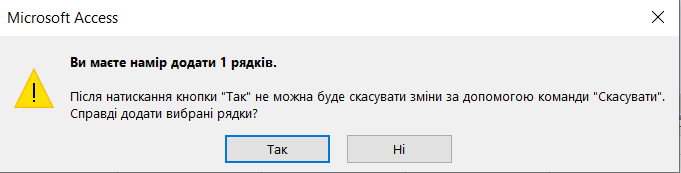 Microsoft Access
Ви маєте намір додати 1 рядків.
Після натискання кнопки "Так" не можна буде скасувати зміни за допомогою команди "Скасувати".
Справді додати вибрані рядки?
Так
Ні